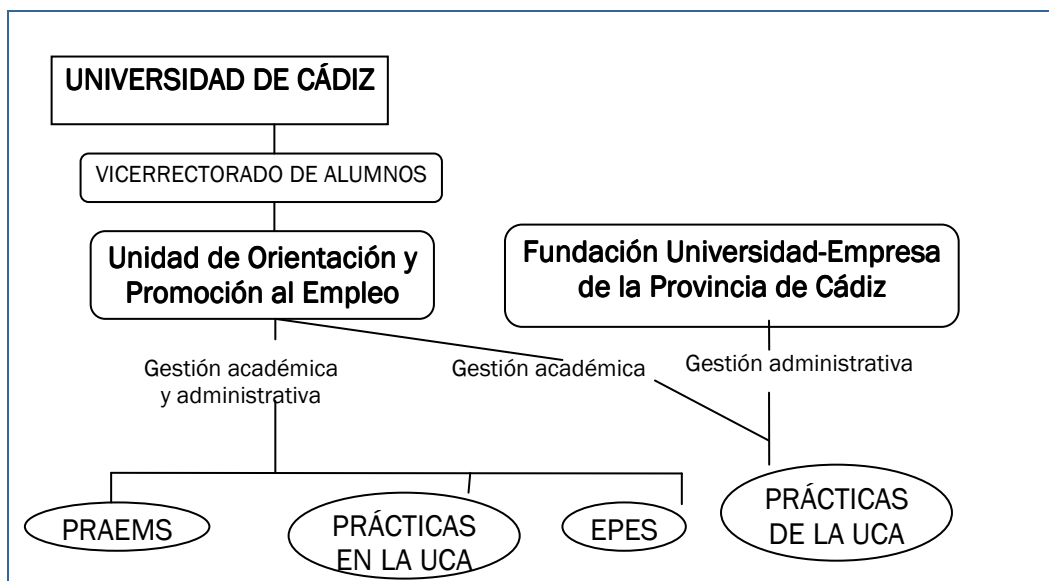 UNIVERSIDAD DE CÁDIZ
VICERRECTORADO DE ALUMNOS
Unidad de Orientación y
Promoción al Empleo
Fundación Universidad-Empresa
de la Provincia de Cádiz
Gestión académica
y administrativa
Gestión académica
Gestión administrativa
PRAEMS
PRÁCTICAS
EN LA UCA
EPES
PRÁCTICAS
DE LA UCA